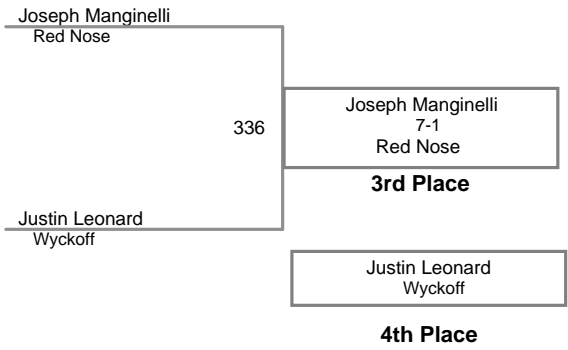 Joseph Manginelli
Red Nose
336
Joseph Manginelli
7-1
Red Nose
3rd Place
Justin Leonard
Wyckoff
Justin Leonard
Wyckoff
4th Place